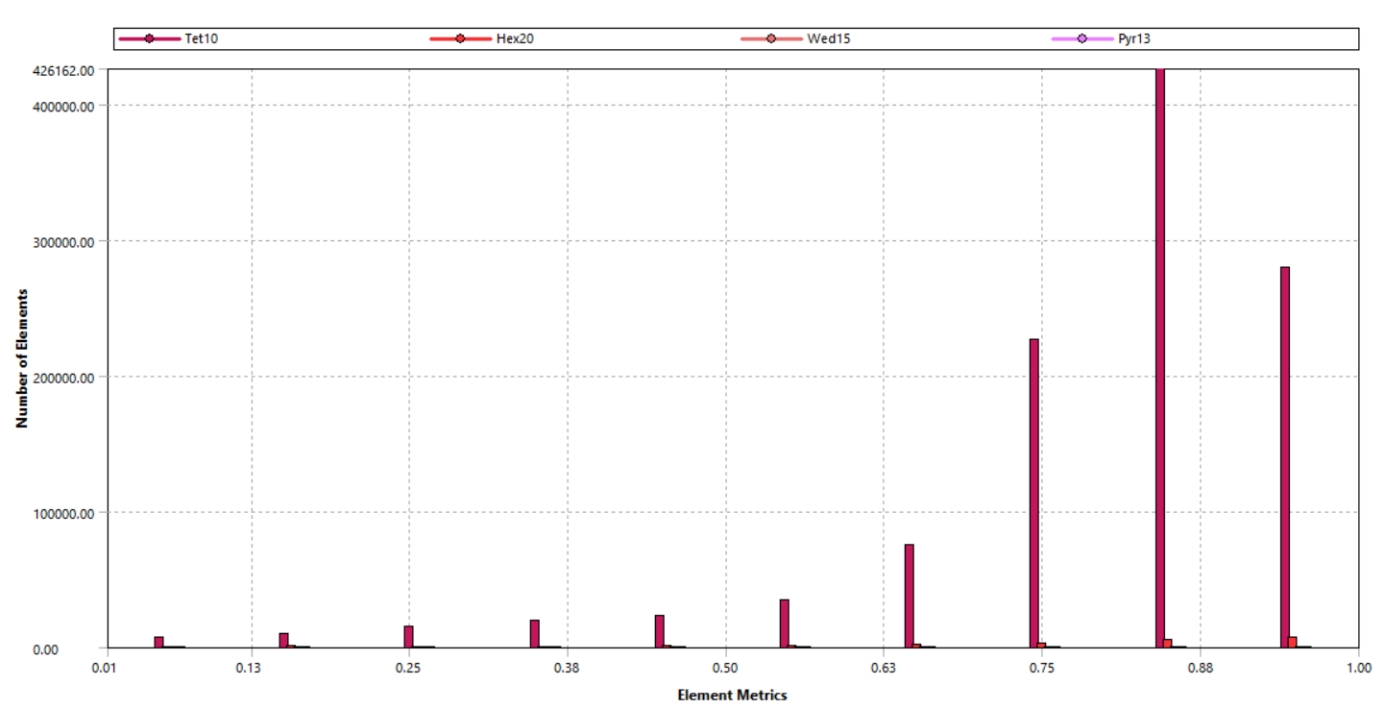 Tet10 Hex20 Wed15 Pyr13
426162.00
400000.00
300000.00
200000.00
100000.00
0.00
Number of Elements
0.01 0.13 0.25 0.38 0.50 0.63 0.75 0.88 1.00
Element Metrics